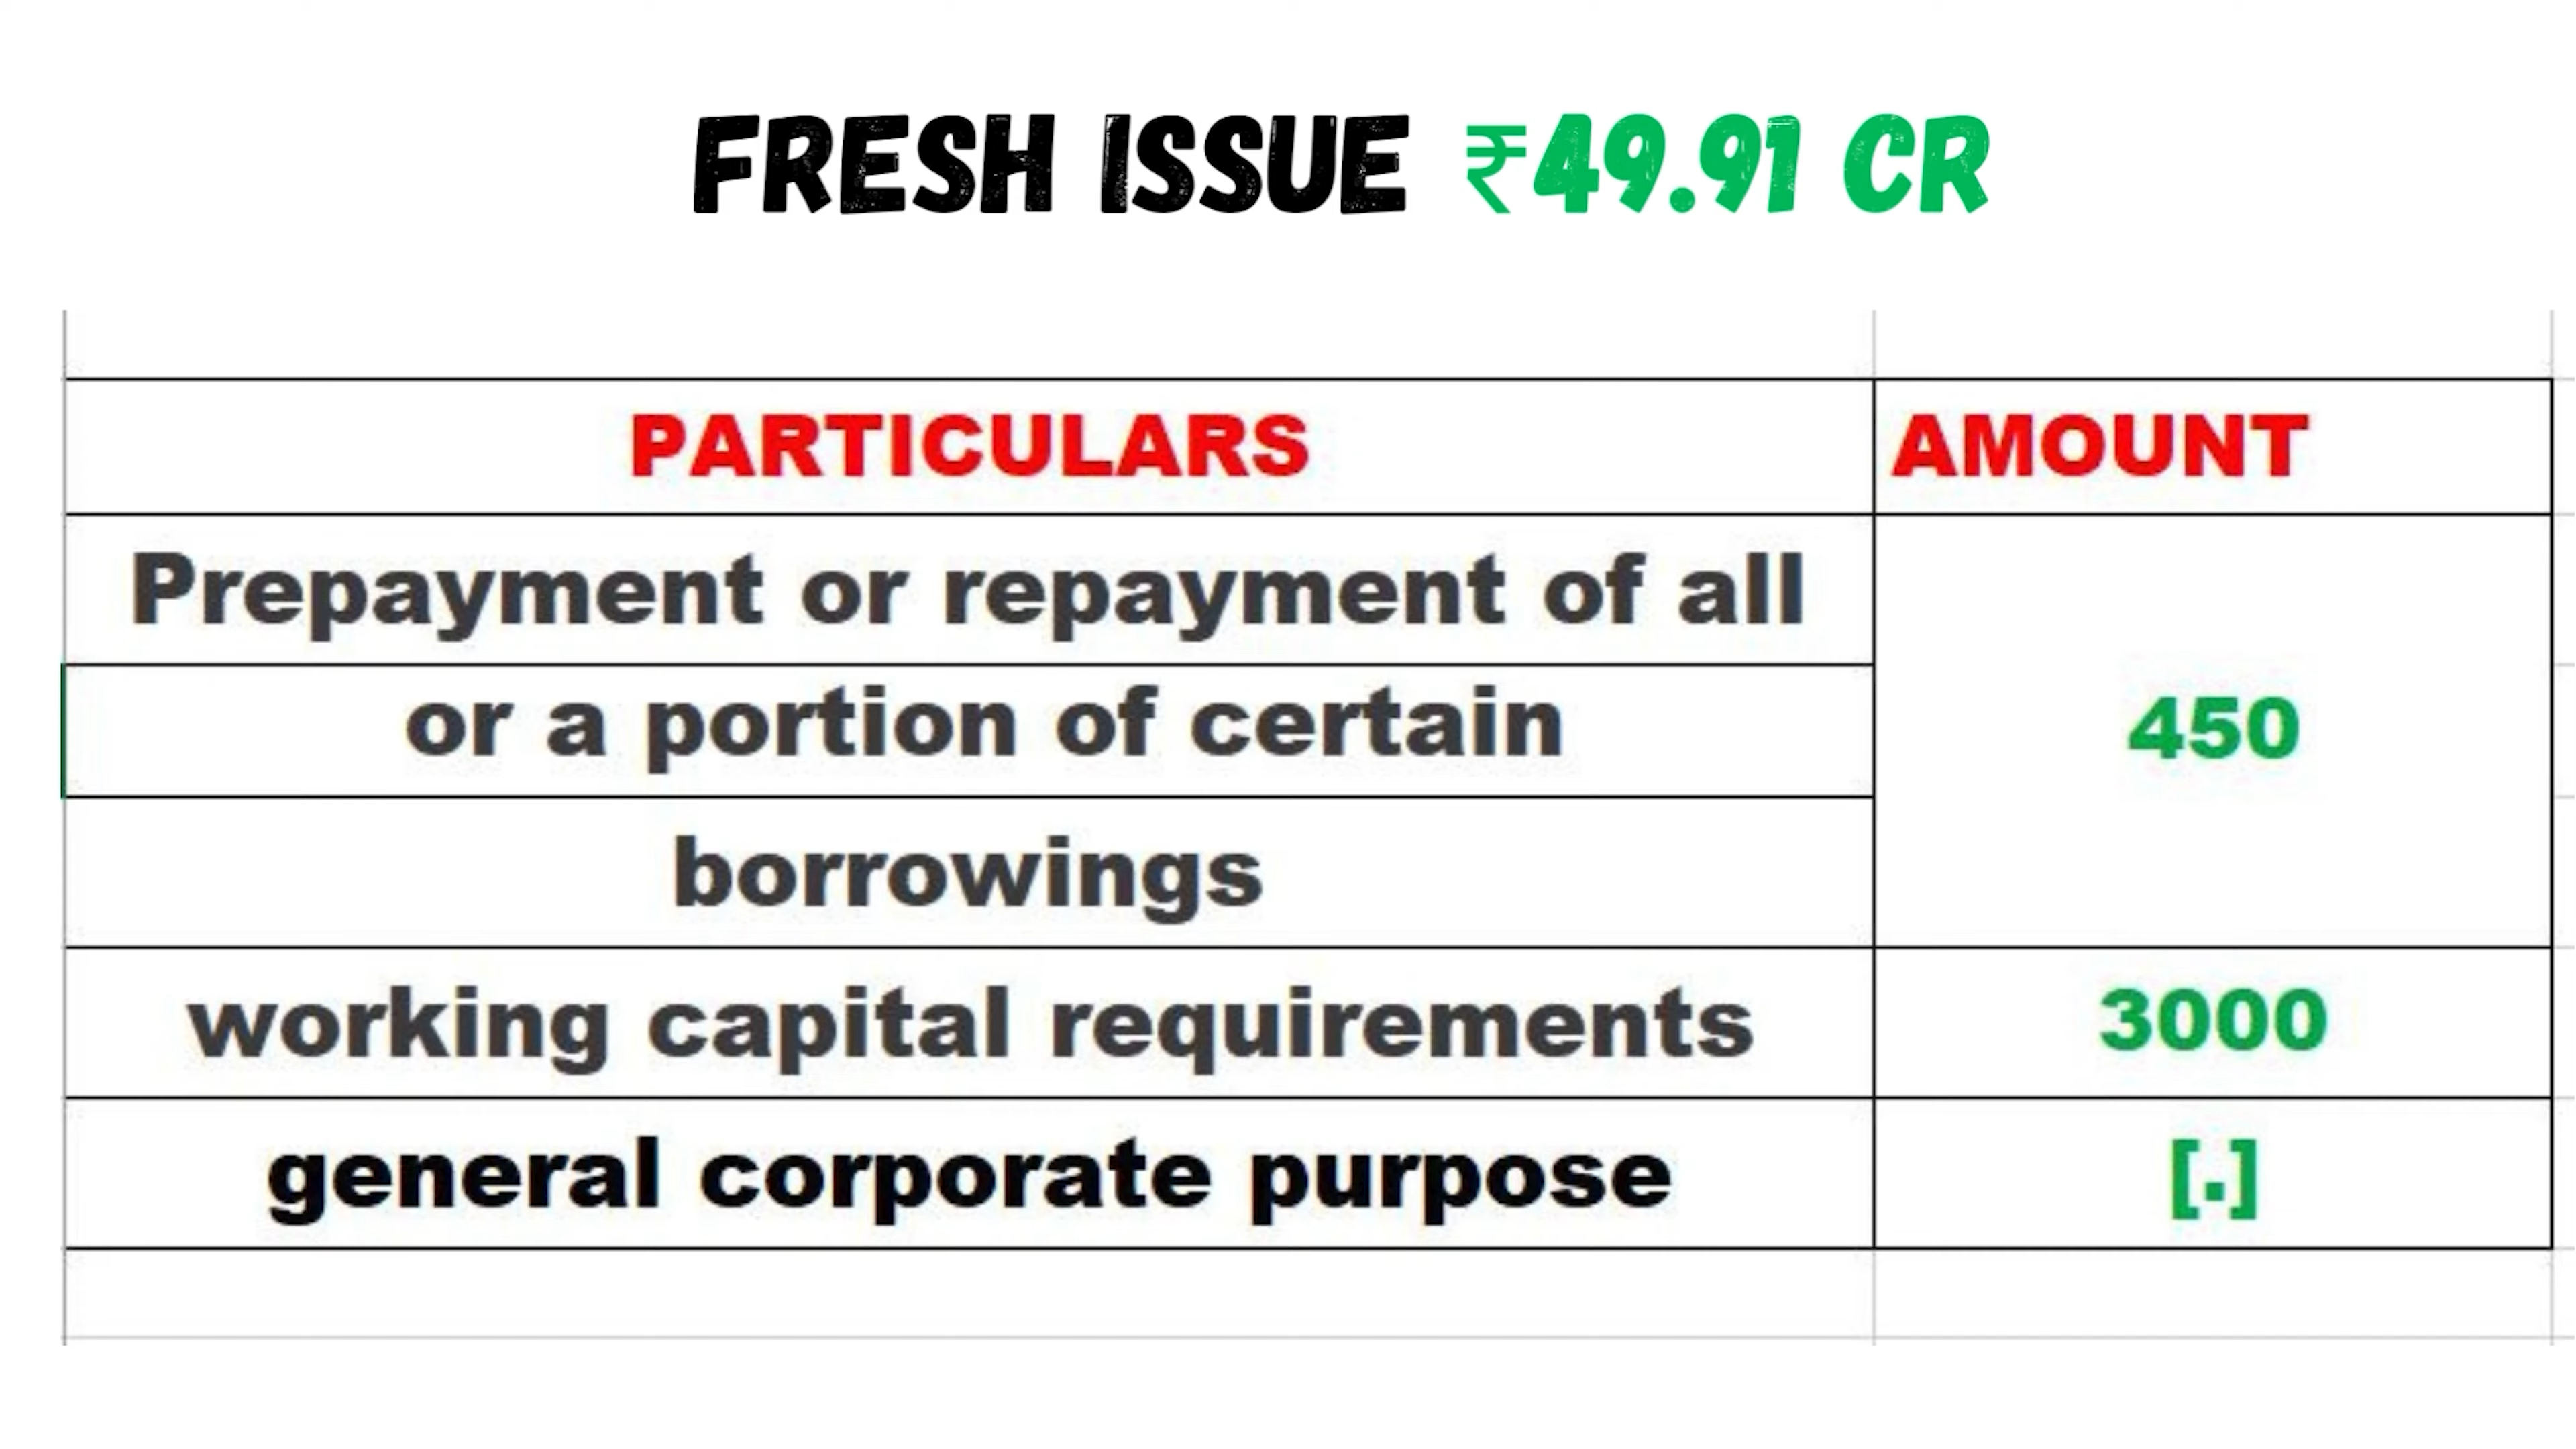 FRESH ISSUE ₹49.91 CR
PARTICULARS AMOUNT
Prepayment or repayment of all
or a portion of certain 450
borrowings
working capital requirements 3000
general corporate purpose [.]